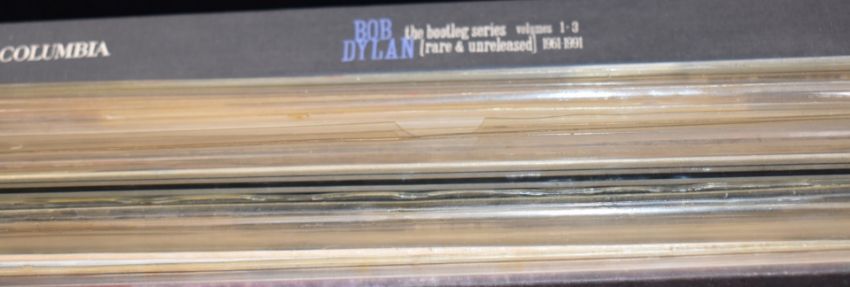 COLUMBIA
BOB DYLAN
the bootleg series volumes 1-3
[rare & unreleased] 1961-1991